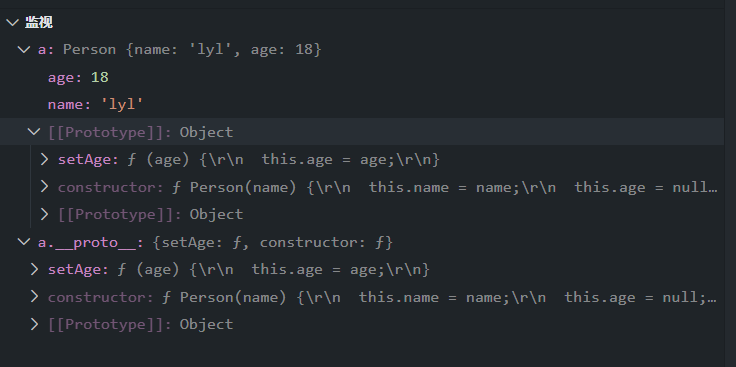 监视
a: Person {name: 'lyl', age: 18}
age: 18
name: 'lyl'
[[Prototype]]: Object
setAge: ƒ (age) {\r\n  this.age = age;\r\n}
constructor: ƒ Person(name) {\r\n  this.name = name;\r\n  this.age = null…
[[Prototype]]: Object
a.__proto__: {setAge: ƒ, constructor: ƒ}
setAge: ƒ (age) {\r\n  this.age = age;\r\n}
constructor: ƒ Person(name) {\r\n  this.name = name;\r\n  this.age = null;…
[[Prototype]]: Object